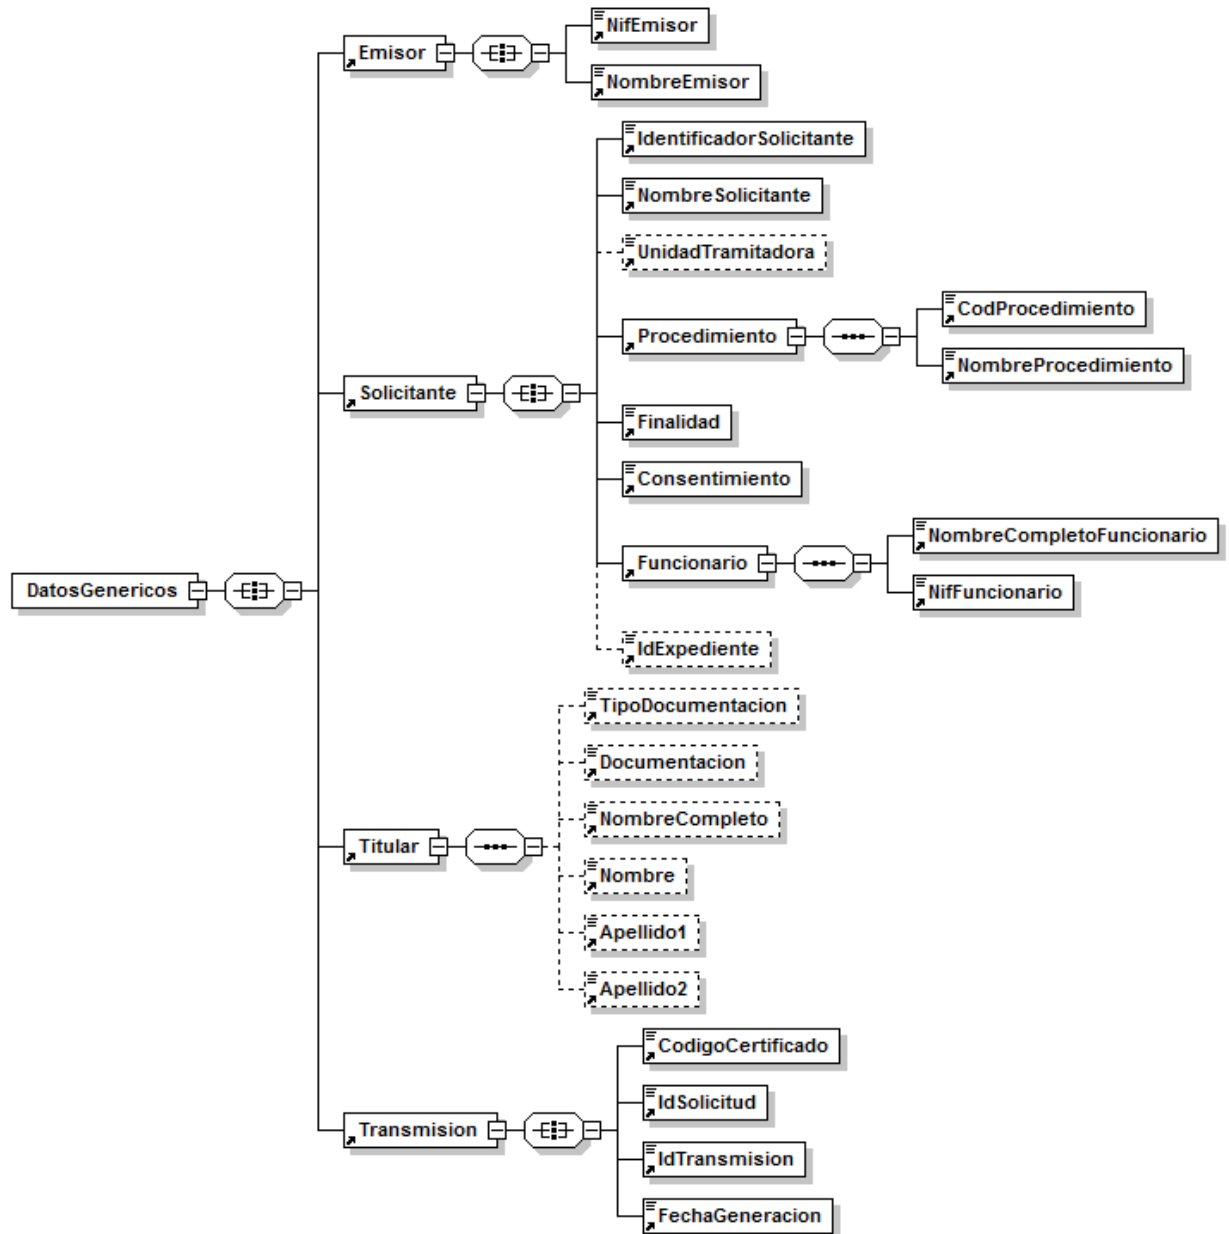 Emisor
NifEmisor
NombreEmisor
IdentificadorSolicitante
NombreSolicitante
UnidadTramitadora
Procedimiento
CodProcedimiento
NombreProcedimiento
Solicitante
Finalidad
Consentimiento
Funcionario
NombreCompletoFuncionario
NifFuncionario
DatosGenericos
IdExpediente
TipoDocumentacion
Documentacion
NombreCompleto
Titular
Nombre
Apellido1
Apellido2
CodigoCertificado
IdSolicitud
Transmision
IdTransmision
FechaGeneracion